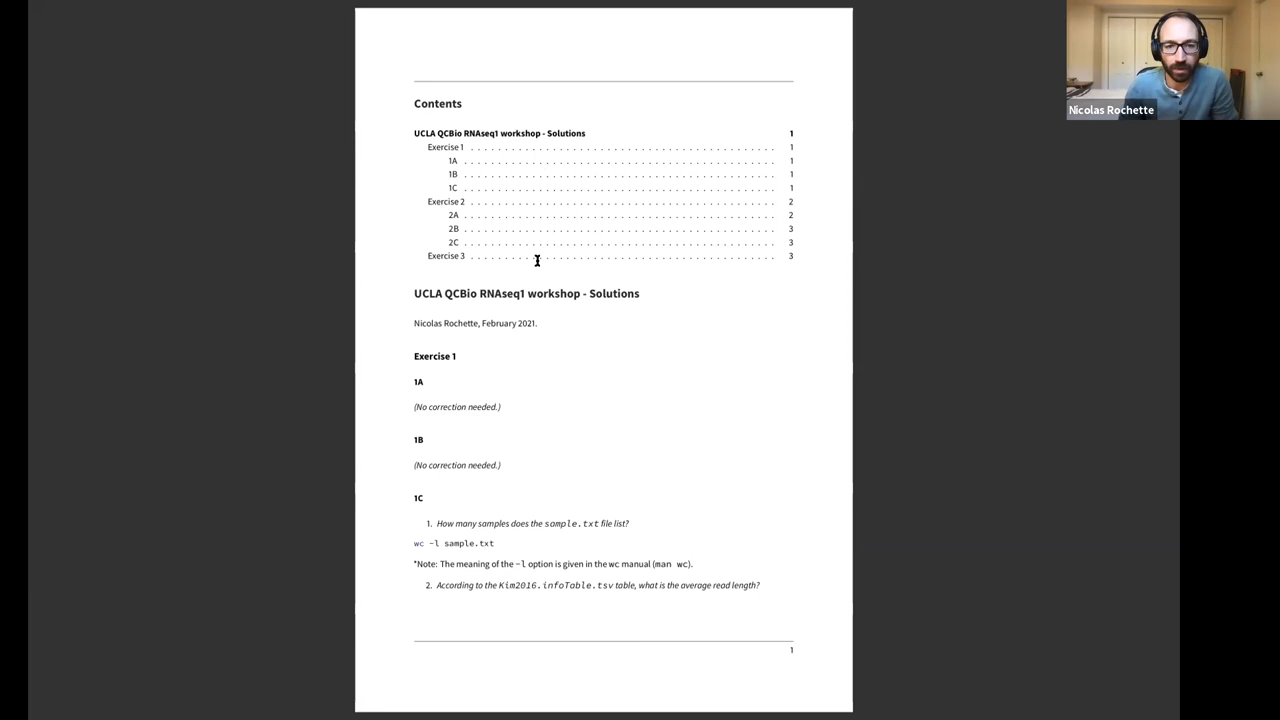 Contents
UCLA QCBio RNAseq1 workshop - Solutions 1
Exercise 1 . . . . . . . . . . . . . . . . . . . . . . . . . . . . . . . . . . . . . . . . . . . . . 1
1A . . . . . . . . . . . . . . . . . . . . . . . . . . . . . . . . . . . . . . . . . . . . . . 1
1B . . . . . . . . . . . . . . . . . . . . . . . . . . . . . . . . . . . . . . . . . . . . . . 1
1C . . . . . . . . . . . . . . . . . . . . . . . . . . . . . . . . . . . . . . . . . . . . . . 1
Exercise 2 . . . . . . . . . . . . . . . . . . . . . . . . . . . . . . . . . . . . . . . . . . . . . 2
2A . . . . . . . . . . . . . . . . . . . . . . . . . . . . . . . . . . . . . . . . . . . . . . 2
2B . . . . . . . . . . . . . . . . . . . . . . . . . . . . . . . . . . . . . . . . . . . . . . 3
2C . . . . . . . . . . . . . . . . . . . . . . . . . . . . . . . . . . . . . . . . . . . . . . 3
Exercise 3 . . . . . . . . . . . . . . . . . . . . . . . . . . . . . . . . . . . . . . . . . . . . . 3
UCLA QCBio RNAseq1 workshop - Solutions
Nicolas Rochette, February 2021.
Exercise 1
1A
(No correction needed.)
1B
(No correction needed.)
1C
1. How many samples does the sample.txt file list?
wc -l sample.txt
*Note: The meaning of the -l option is given in the wc manual (man wc).
2. According to the Kim2016.infoTable.tsv table, what is the average read length?
1
Nicolas Rochette